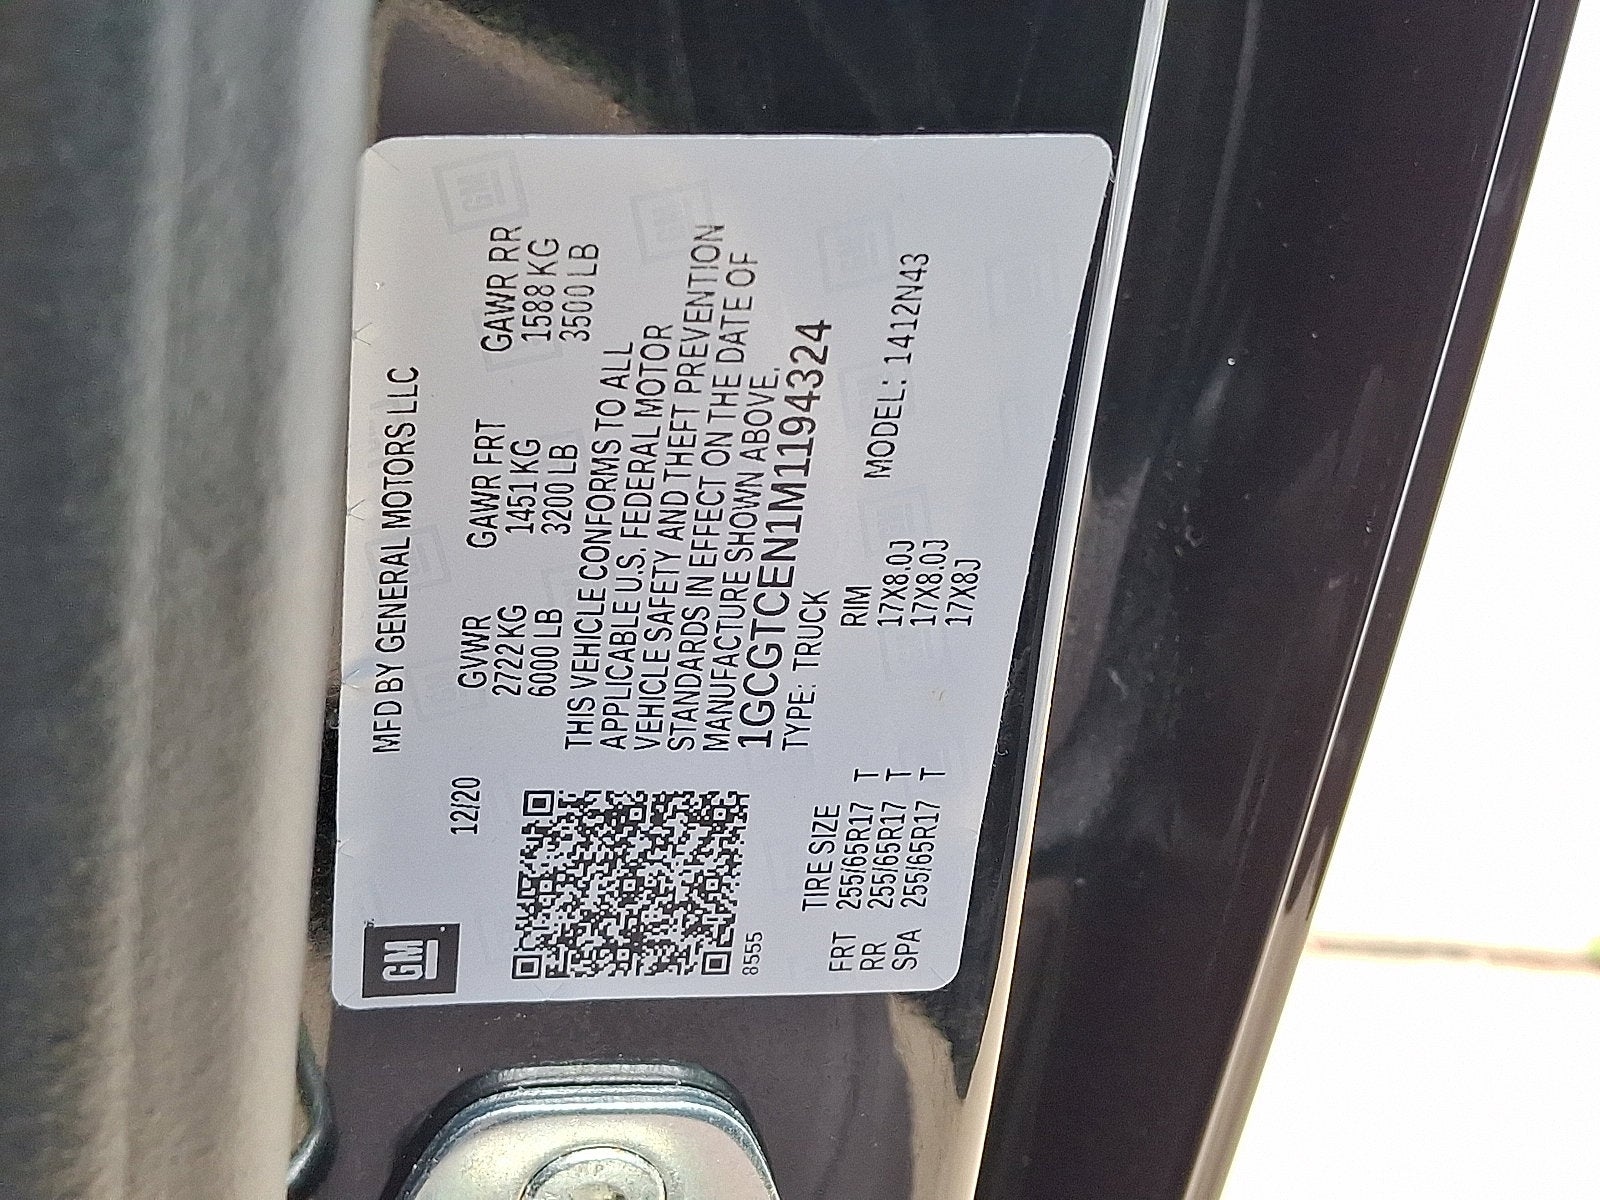 GM
MFD BY GENERAL MOTORS LLC
12/20
GVWR GAWR FRT GAWR RR
2722 KG 1451 KG 1588 KG
6000 LB 3200 LB 3500 LB
THIS VEHICLE CONFORMS TO ALL
APPLICABLE U.S. FEDERAL MOTOR
VEHICLE SAFETY AND THEFT PREVENTION
STANDARDS IN EFFECT ON THE DATE OF
MANUFACTURE SHOWN ABOVE.
1GCGTCEN1M1194324
8555
TYPE: TRUCK
TIRE SIZE RIM MODEL: 1412N43
FRT 255/65R17 T 17X8.0J
RR 255/65R17 T 17X8.0J
SPA 255/65R17 T 17X8J